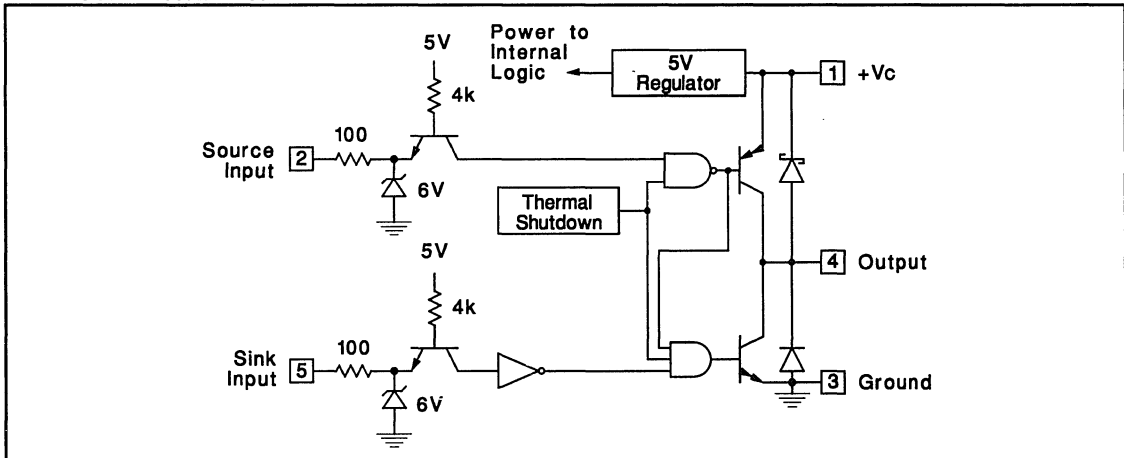 Power to
Internal
Logic
5V
5V
Regulator
1 +Vc
4k
100
Source
Input
2
6V
Thermal
Shutdown
5V
4 Output
4k
100
Sink
Input
5
6V
3 Ground